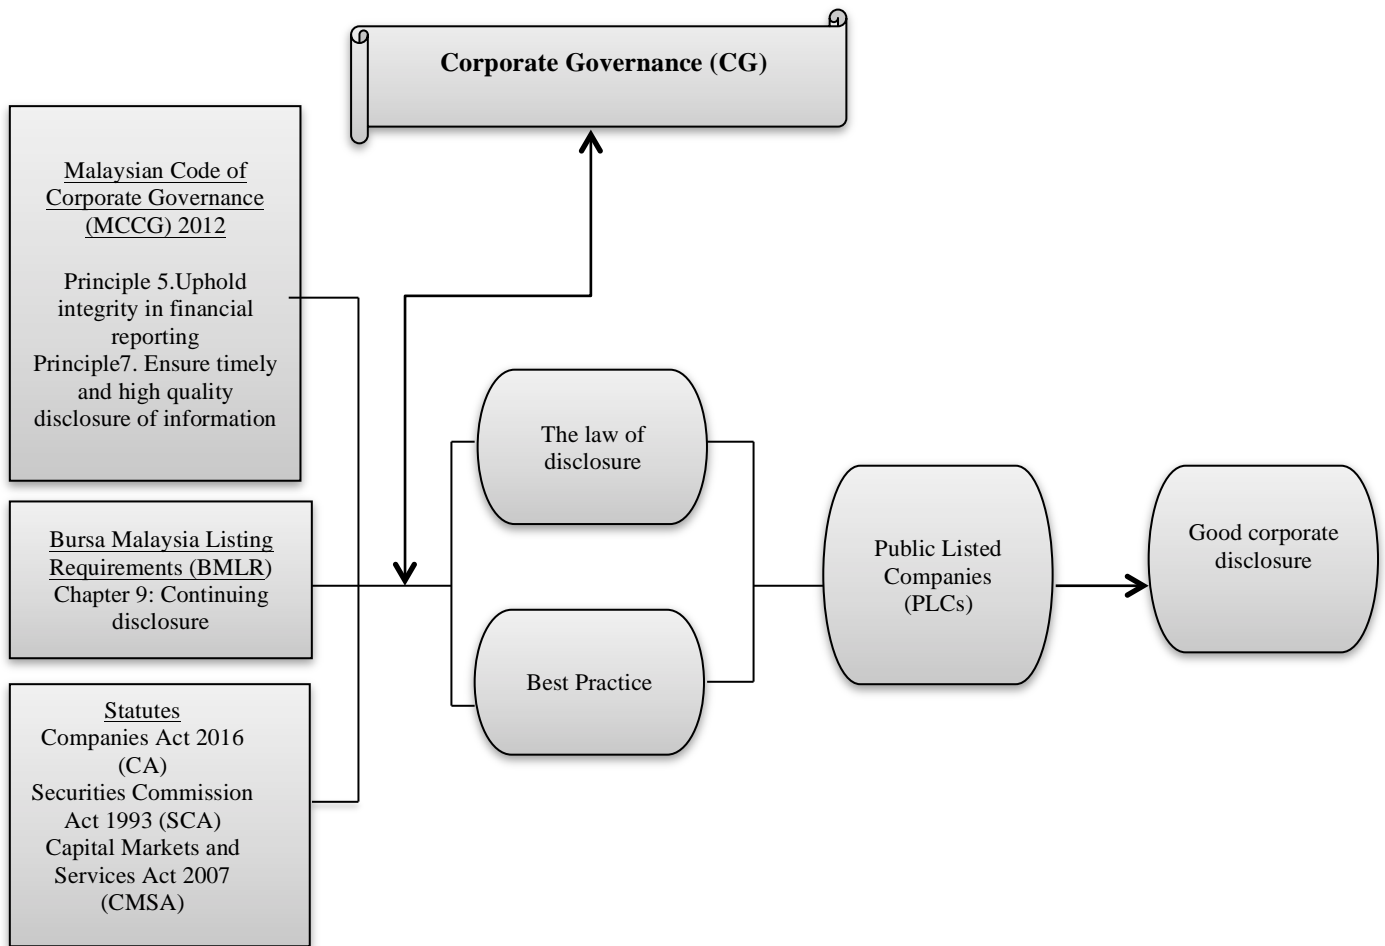 Corporate Governance (CG)
Malaysian Code of
Corporate Governance
(MCCG) 2012
Principle 5.Uphold
integrity in financial
reporting
Principle7. Ensure timely
and high quality
disclosure of information
Bursa Malaysia Listing
Requirements (BMLR)
Chapter 9: Continuing
disclosure
Statutes
Companies Act 2016
(CA)
Securities Commission
Act 1993 (SCA)
Capital Markets and
Services Act 2007
(CMSA)
The law of
disclosure
Best Practice
Public Listed
Companies
(PLCs)
Good corporate
disclosure